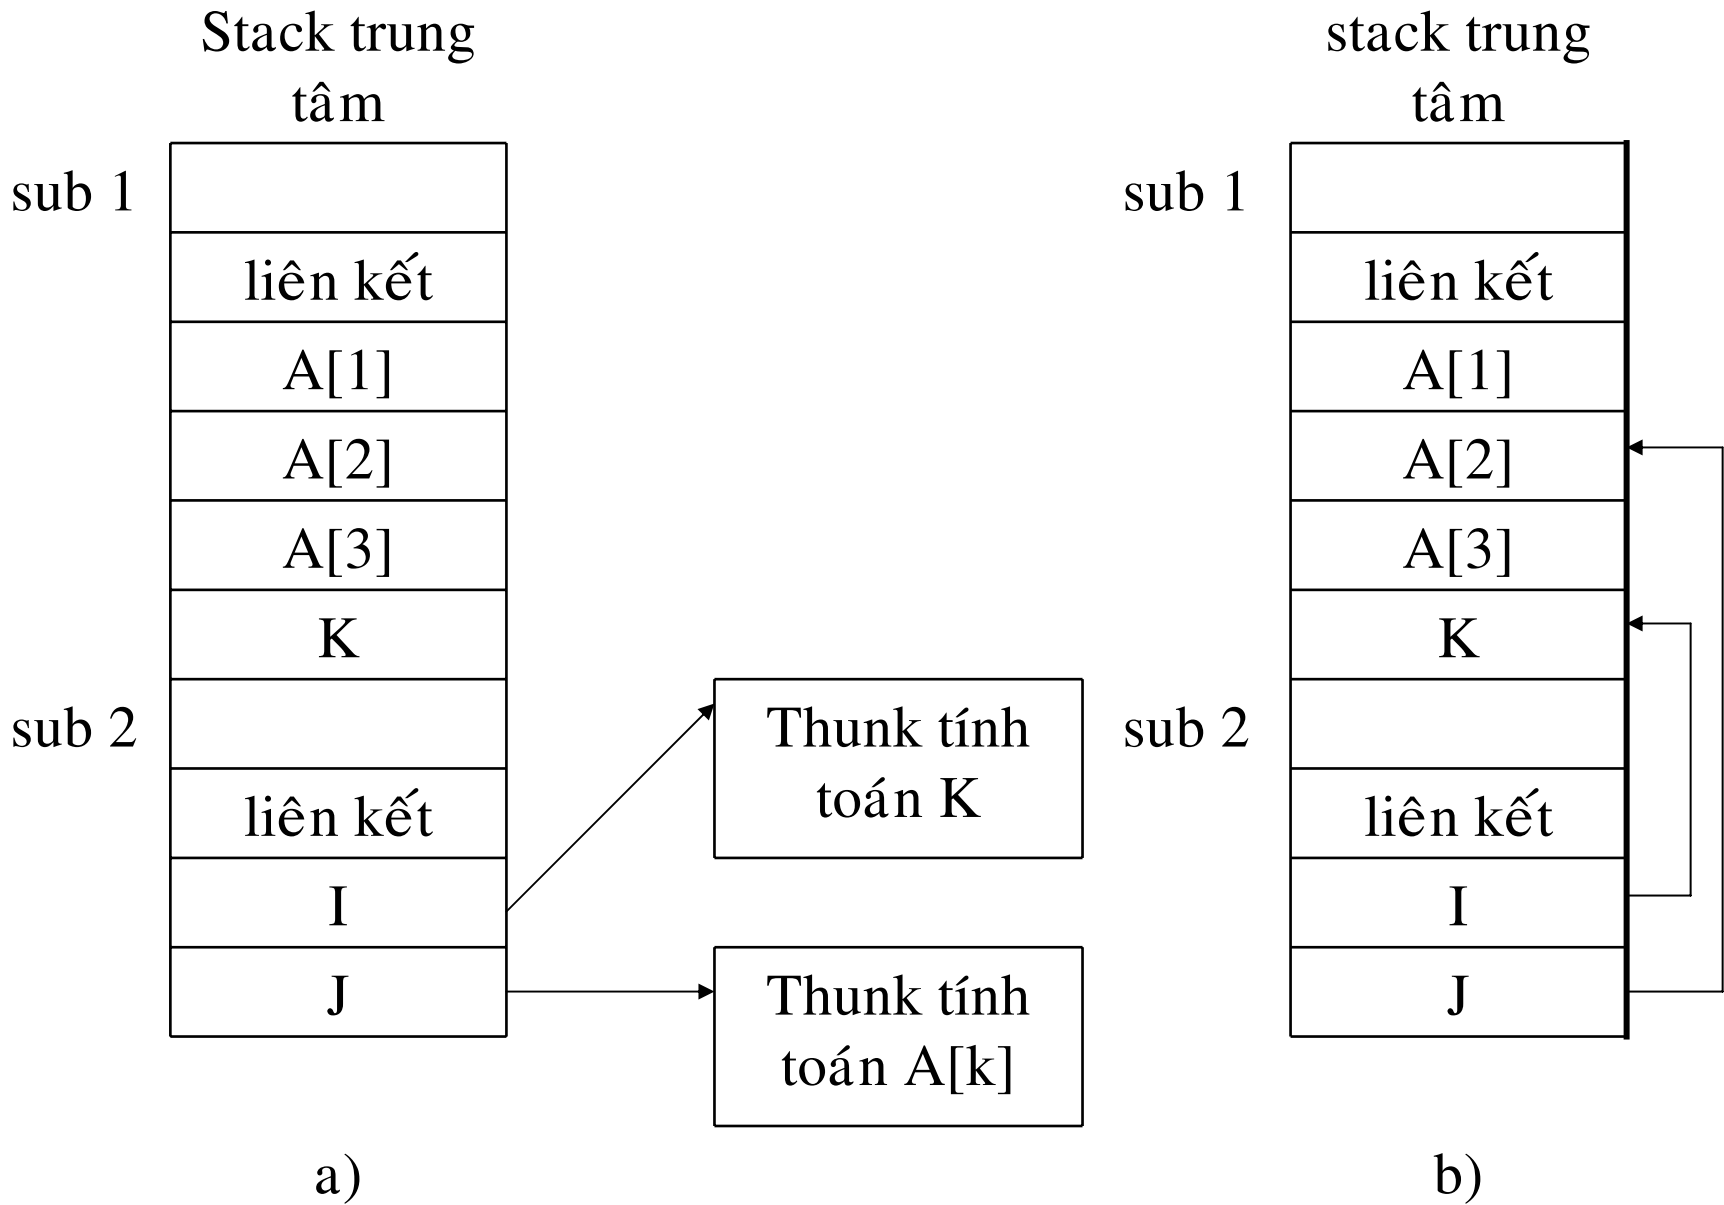 Stack trung
tâm
sub 1
liên kết
A[1]
A[2]
A[3]
K
sub 2
liên kết
I
J
Thunk tính
toán K
Thunk tính
toán A[k]
a)
stack trung
tâm
sub 1
liên kết
A[1]
A[2]
A[3]
K
sub 2
liên kết
I
J
b)